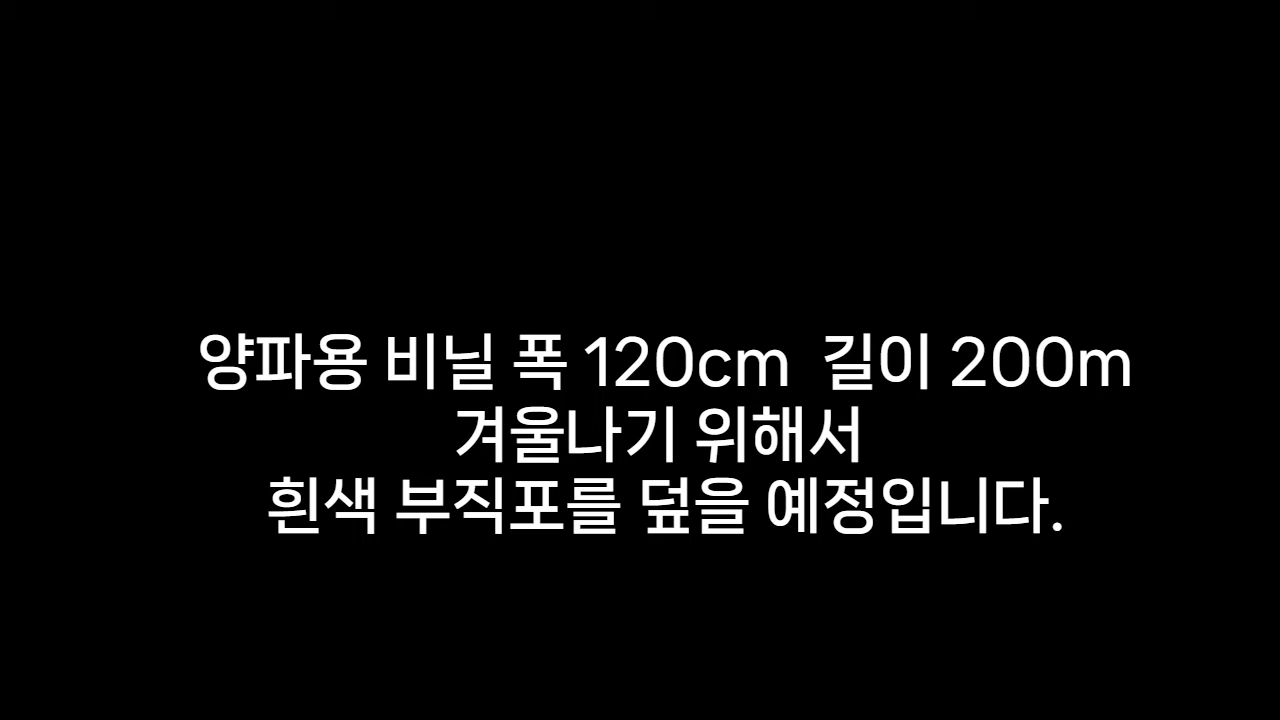 양파용 비닐 폭 120cm  길이 200m
겨울나기 위해서
흰색 부직포를 덮을 예정입니다.